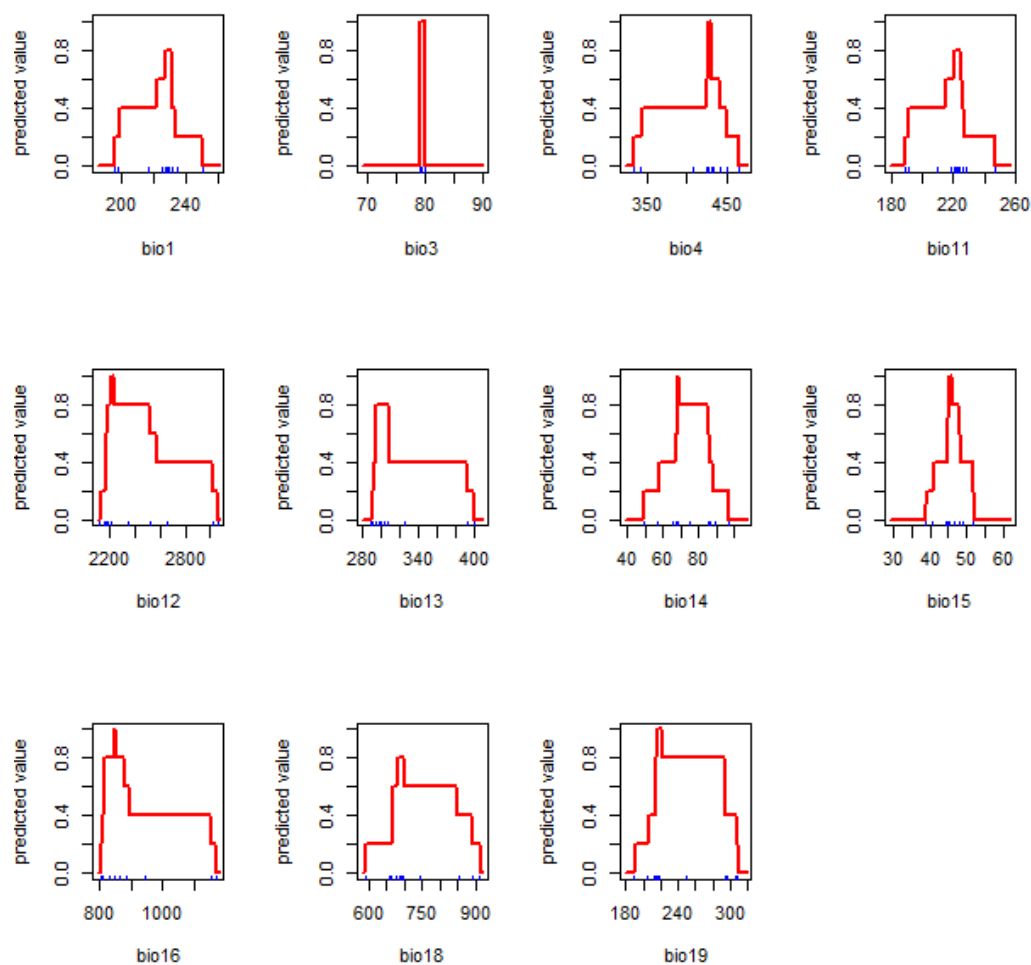 predicted value
0.0 0.4 0.8
200 240
bio1
predicted value
0.0 0.4 0.8
70 80 90
bio3
predicted value
0.0 0.4 0.8
350 450
bio4
predicted value
0.0 0.4 0.8
180 220 260
bio11
predicted value
0.0 0.4 0.8
2200 2800
bio12
predicted value
0.0 0.4 0.8
280 340 400
bio13
predicted value
0.0 0.4 0.8
40 60 80
bio14
predicted value
0.0 0.4 0.8
30 40 50 60
bio15
predicted value
0.0 0.4 0.8
800 1000
bio16
predicted value
0.0 0.4 0.8
600 700 800 900
bio18
predicted value
0.0 0.4 0.8
180 240 300
bio19